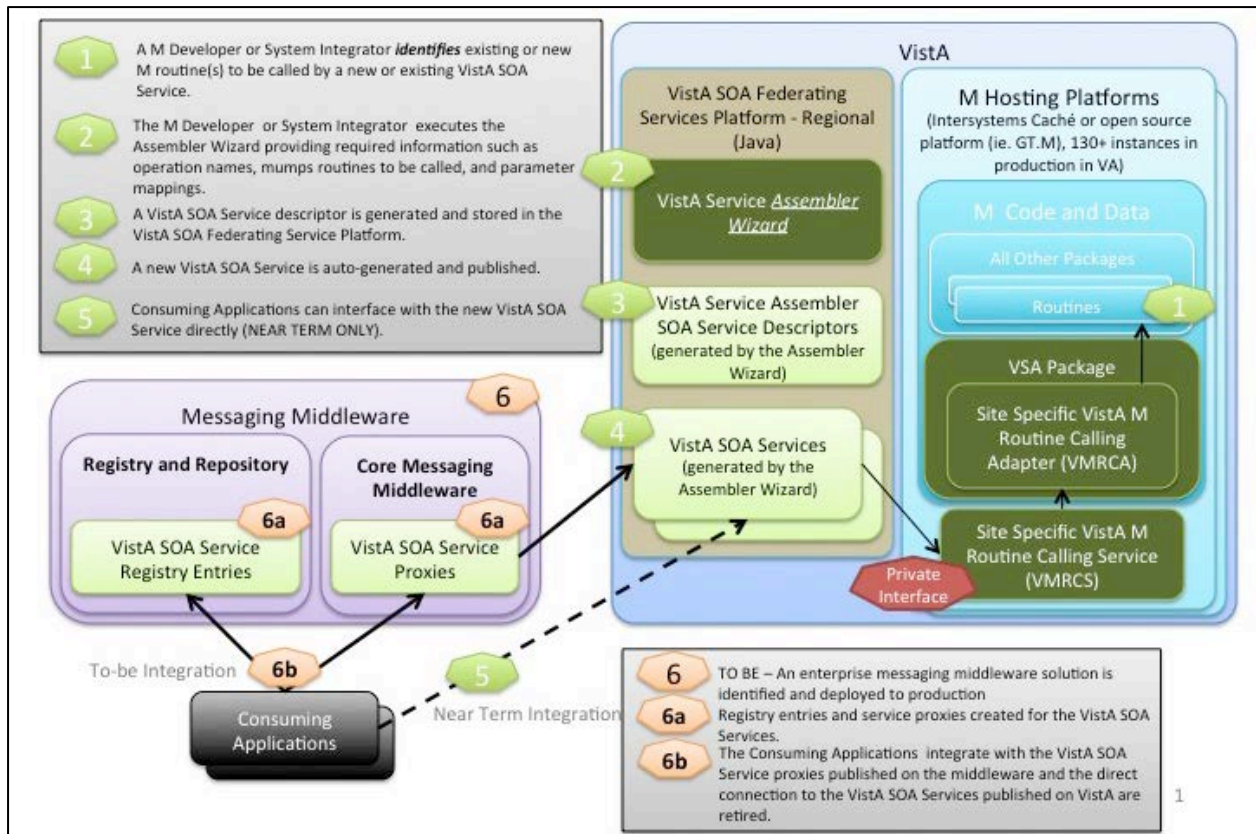 1
A M Developer or System Integrator identifies existing or new
M routine(s) to be called by a new or existing VistA SOA
Service.
2
The M Developer or System Integrator executes the
Assembler Wizard providing required information such as
operation names, mumps routines to be called, and parameter
mappings.
3
A VistA SOA Service descriptor is generated and stored in the
VistA SOA Federating Service Platform.
4
A new VistA SOA Service is auto-generated and published.
5
Consuming Applications can interface with the new VistA SOA
Service directly (NEAR TERM ONLY).
VistA
VistA SOA Federating
Services Platform - Regional
(Java)
2
VistA Service Assembler
Wizard
3
VistA Service Assembler
SOA Service Descriptors
(generated by the Assembler
Wizard)
4
VistA SOA Services
(generated by the
Assembler Wizard)
M Hosting Platforms
(Intersystems Caché or open source
platform (ie. GT.M), 130+ instances in
production in VA)
M Code and Data
All Other Packages
Routines
1
VSA Package
Site Specific VistA M
Routine Calling
Adapter (VMRCA)
Site Specific VistA M
Routine Calling Service
(VMRCS)
Private
Interface
6
Messaging Middleware
Registry and Repository
6a
VistA SOA Service
Registry Entries
Core Messaging
Middleware
6a
VistA SOA Service
Proxies
To-be Integration
6b
5
Near Term Integration
Consuming
Applications
6
TO BE – An enterprise messaging middleware solution is
identified and deployed to production
6a
Registry entries and service proxies created for the VistA SOA
Services.
6b
The Consuming Applications integrate with the VistA SOA
Service proxies published on the middleware and the direct
connection to the VistA SOA Services published on VistA are
retired.
1